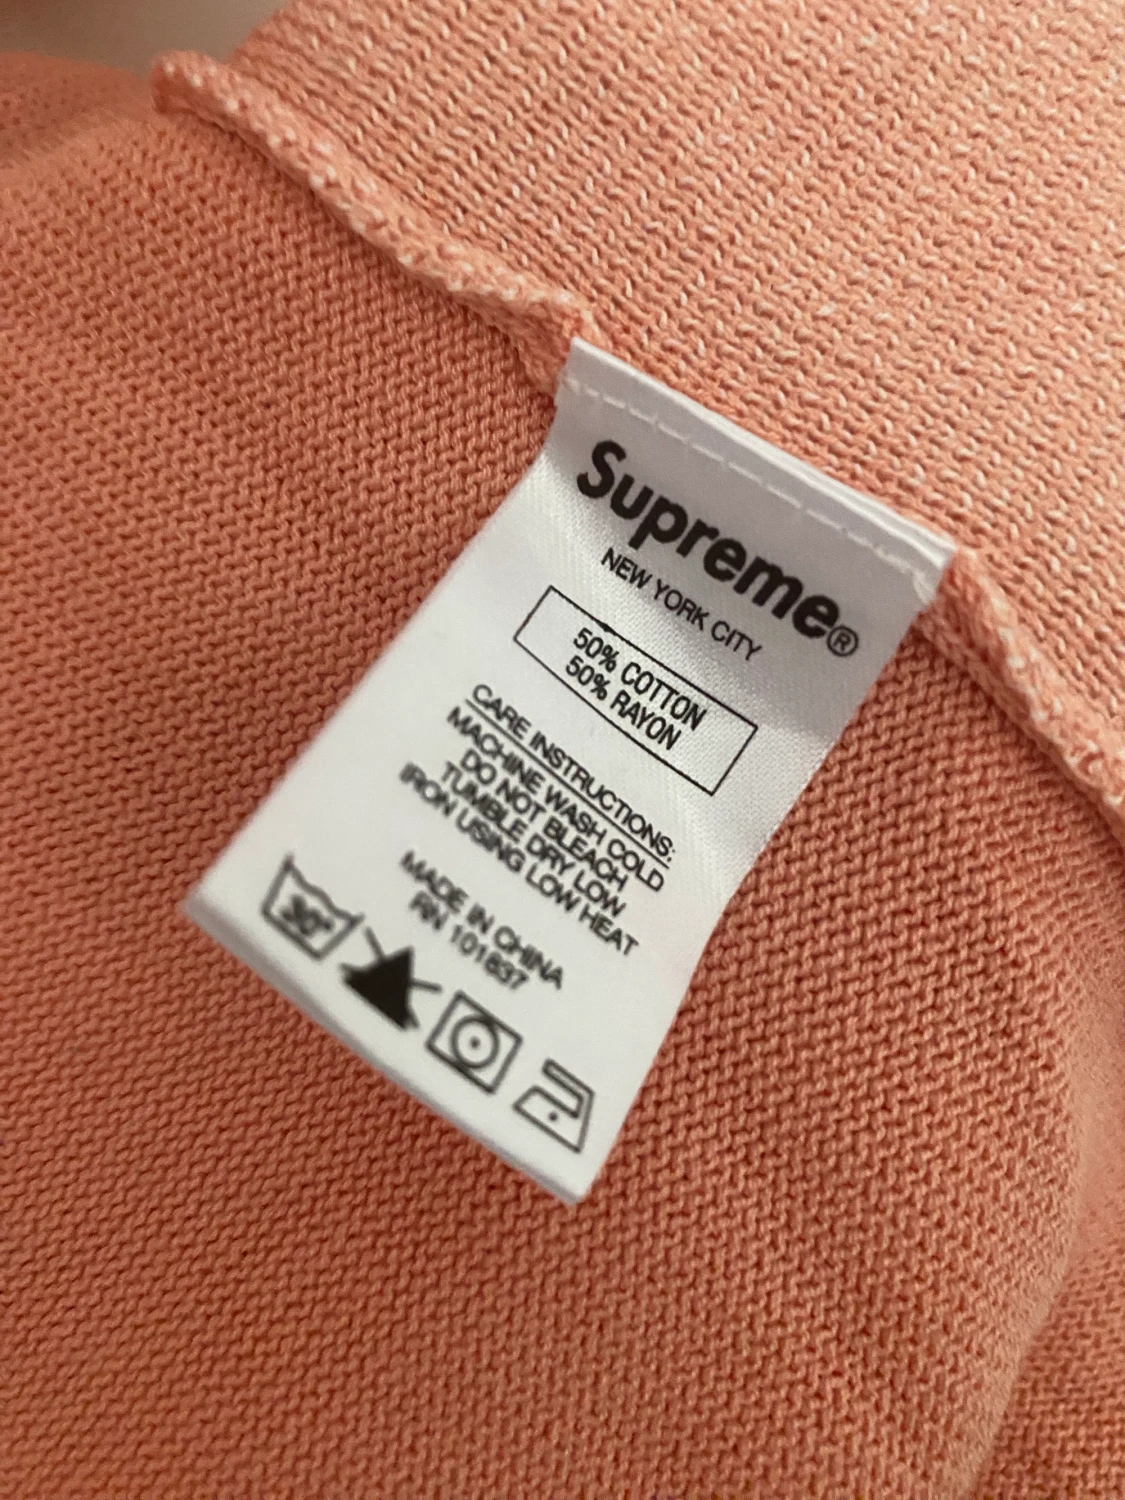 Supreme®
NEW YORK CITY
50% COTTON
50% RAYON
CARE INSTRUCTIONS:
MACHINE WASH COLD
DO NOT BLEACH
TUMBLE DRY LOW
IRON USING LOW HEAT
MADE IN CHINA
RN 101837
30°